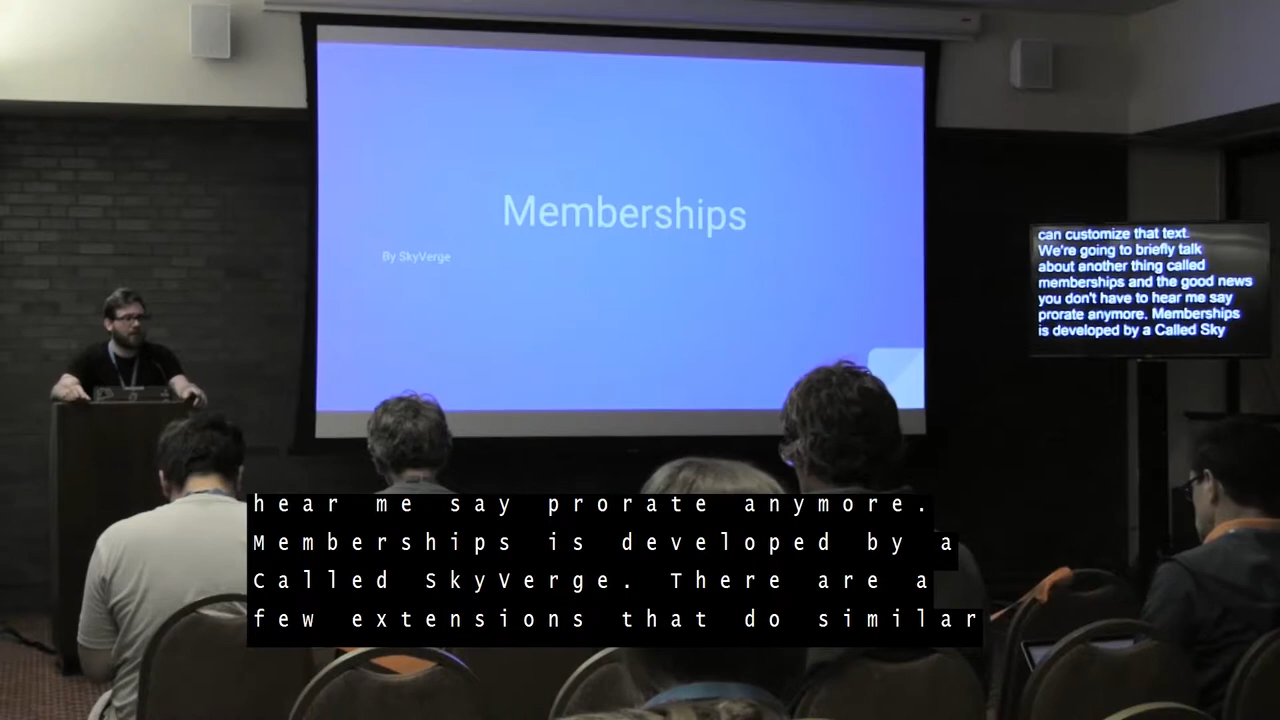 Memberships
By SkyVerge
can customize that text.
We're going to briefly talk
about another thing called
memberships and the good news
you don't have to hear me say
prorate anymore. Memberships
is developed by a Called Sky
hear me say prorate anymore.
Memberships is developed by a
Called SkyVerge. There are a
few extensions that do similar